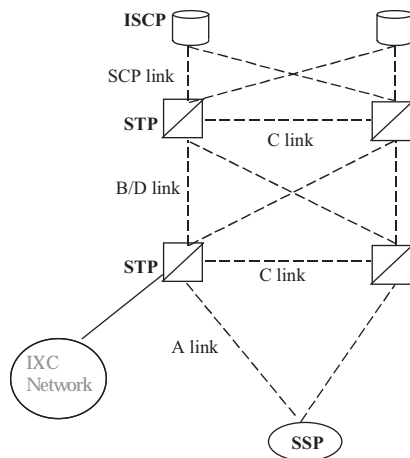 ISCP
SCP link
STP
C link
B/D link
STP
C link
A link
IXC
Network
SSP